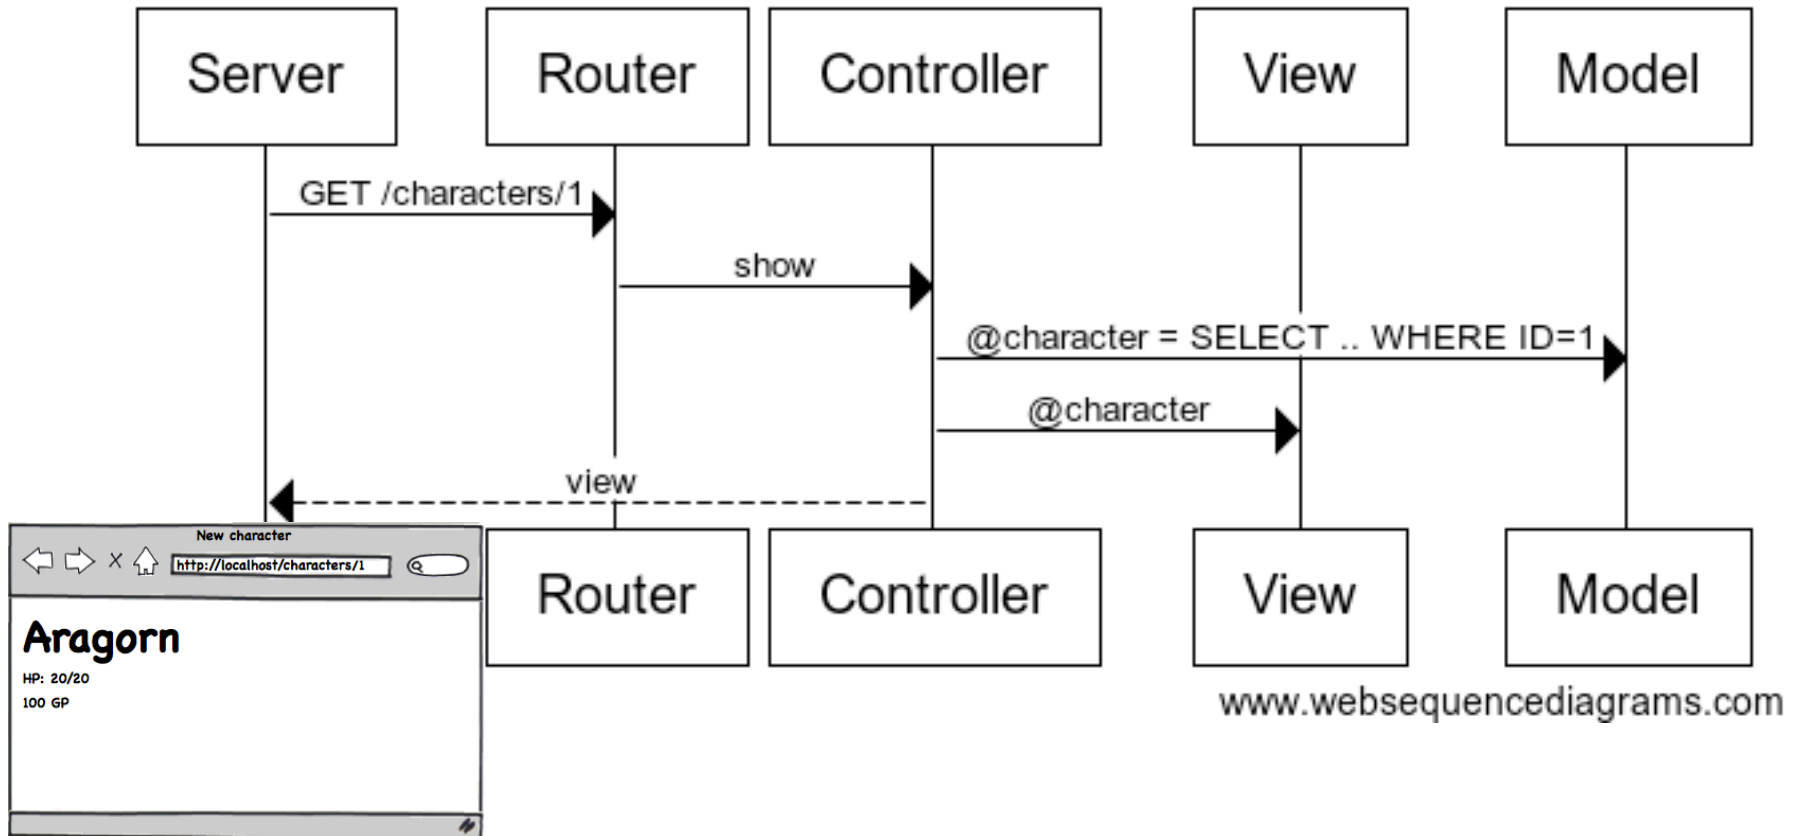 Server Router Controller View Model
GET /characters/1
show
@character = SELECT .. WHERE ID=1
@character
view
New character
http://localhost/characters/1
Router Controller View Model
Aragorn
HP: 20/20
100 GP
www.websequencediagrams.com